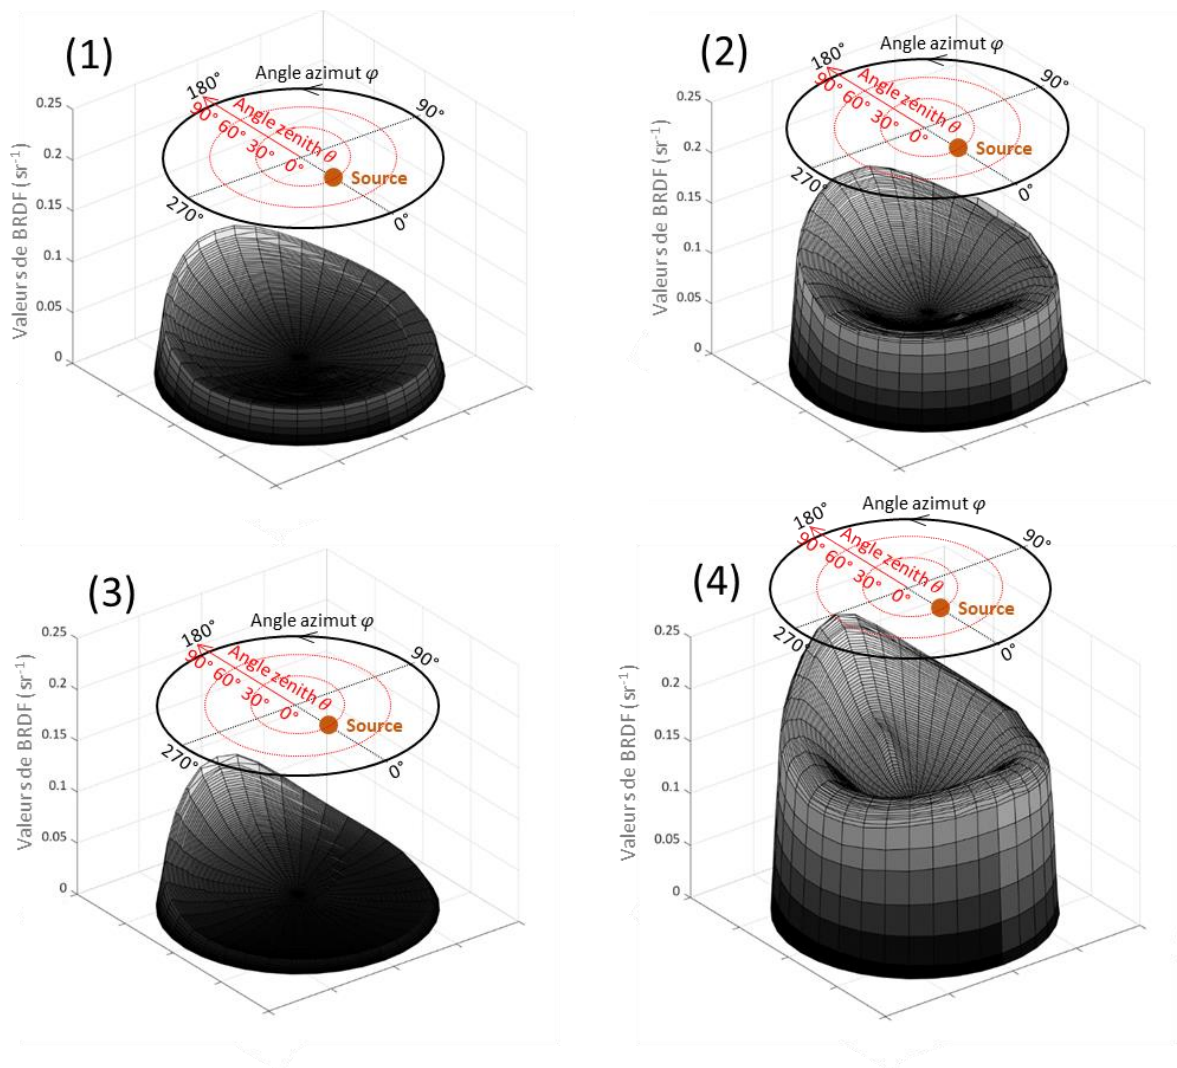 (1)
Angle azimut φ
180°
90°
Angle zénith θ
90° 60° 30° 0°
Source
270°
0°
Valeurs de BRDF (sr-1)
0.25
0.2
0.15
0.1
0.05
0
(2)
Angle azimut φ
180°
90°
Angle zénith θ
90° 60° 30° 0°
Source
270°
0°
Valeurs de BRDF (sr-1)
0.25
0.2
0.15
0.1
0.05
0
(3)
Angle azimut φ
180°
90°
Angle zénith θ
90° 60° 30° 0°
Source
270°
0°
Valeurs de BRDF (sr-1)
0.25
0.2
0.15
0.1
0.05
0
(4)
Angle azimut φ
180°
90°
Angle zénith θ
90° 60° 30° 0°
Source
270°
0°
Valeurs de BRDF (sr-1)
0.25
0.2
0.15
0.1
0.05
0